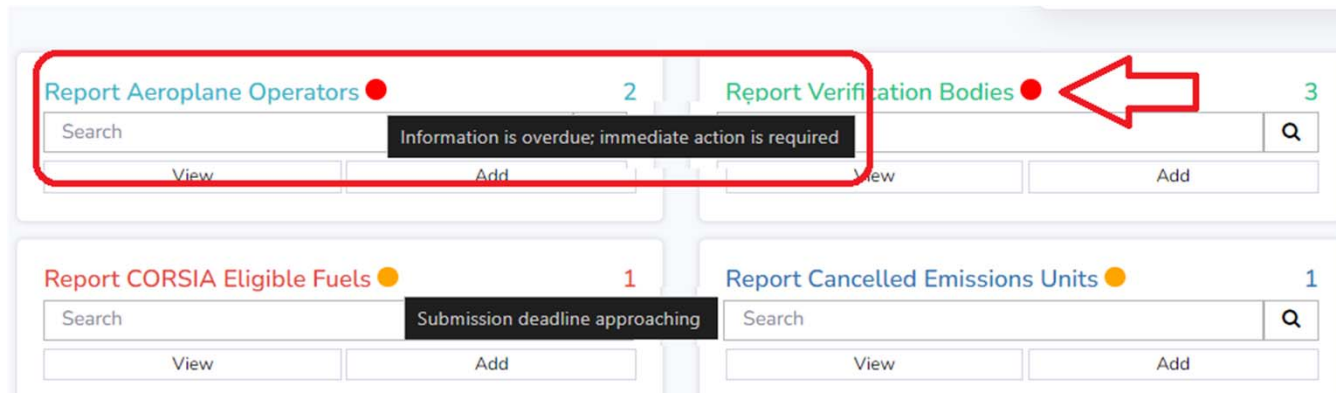 Report Aeroplane Operators 2
Search
Information is overdue; immediate action is required
View Add
Report Verification Bodies 3
View Add
Report CORSIA Eligible Fuels 1
Search
Submission deadline approaching
View Add
Report Cancelled Emissions Units 1
Search
View Add